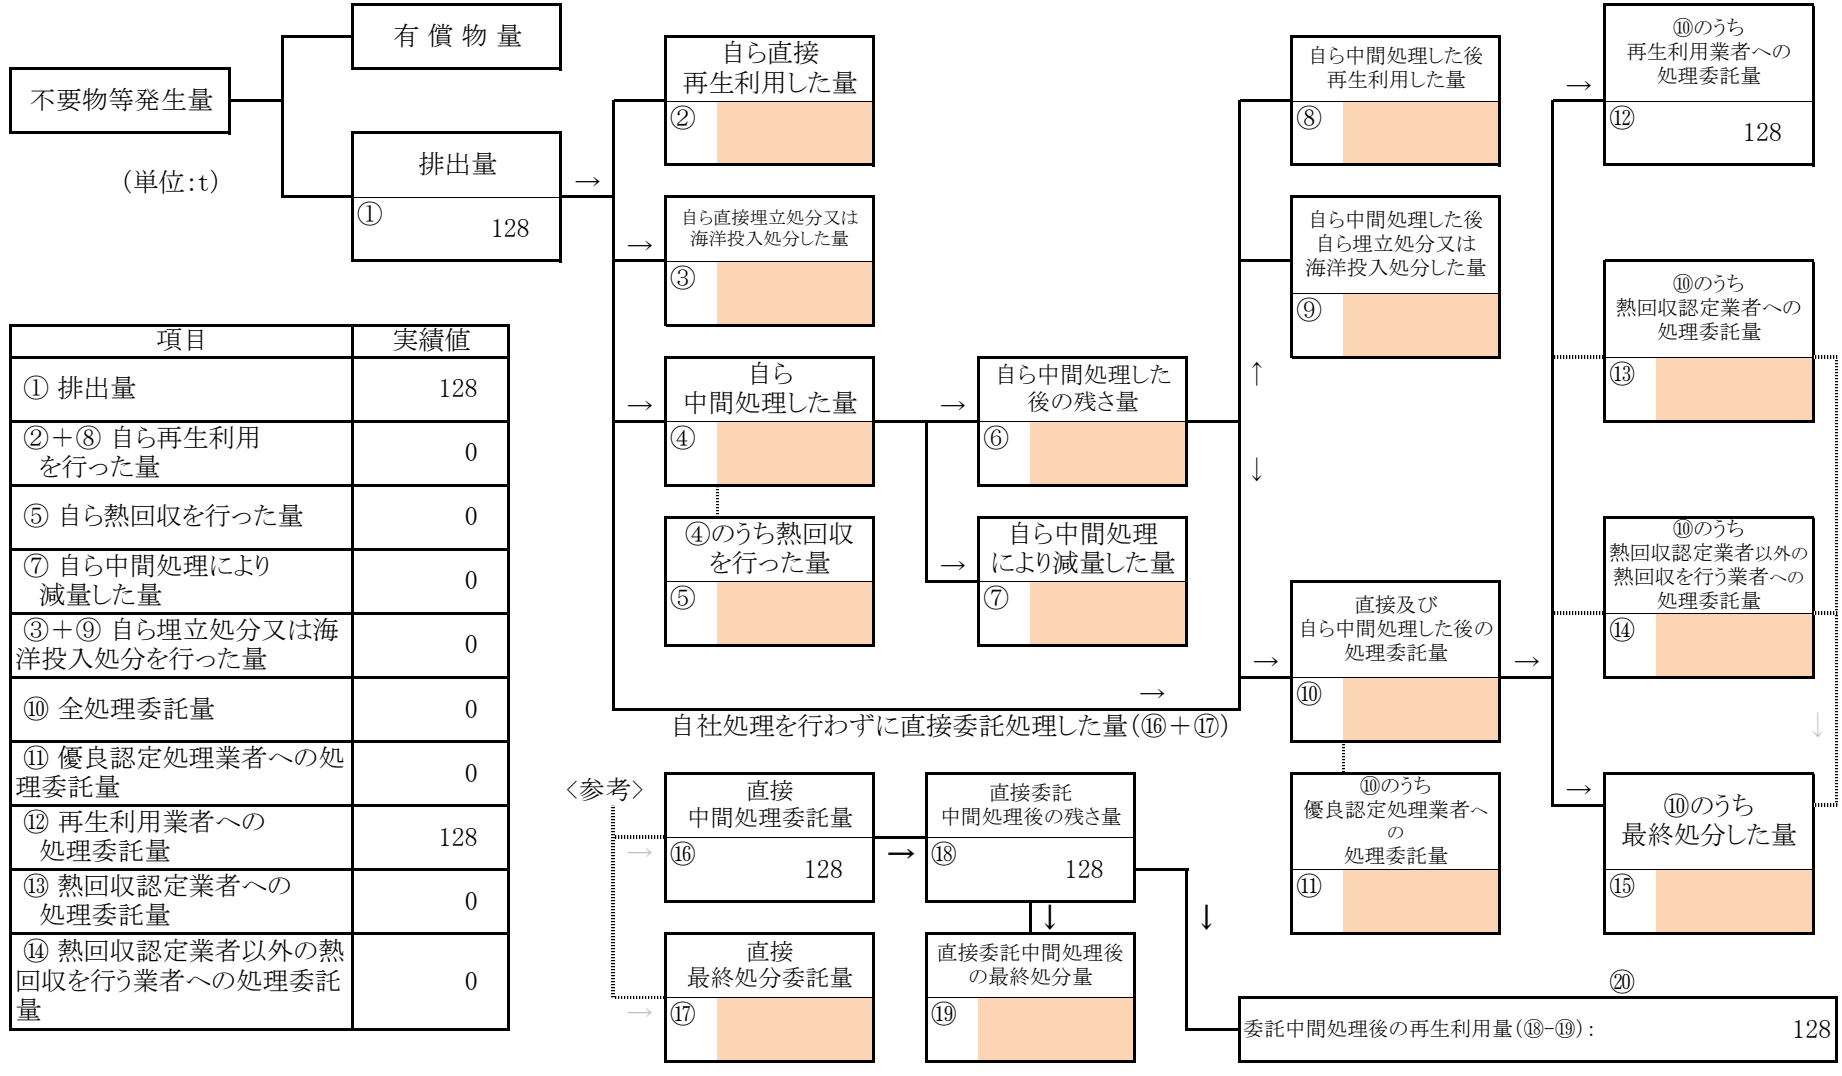 有 償 物 量
不要物等発生量
(単位:t)
排出量
①
128
→
自ら直接
再生利用した量
②
→
自ら直接埋立処分又は
海洋投入処分した量
③
→
自ら
中間処理した量
④
④のうち熱回収
を行った量
⑤
→
自ら中間処理した
後の残さ量
⑥
→
自ら中間処理
により減量した量
⑦
→
自社処理を行わずに直接委託処理した量(⑯+⑰)
自ら中間処理した後
再生利用した量
⑧
自ら中間処理した後
自ら埋立処分又は
海洋投入処分した量
⑨
↑
↓
→
直接及び
自ら中間処理した後の
処理委託量
⑩
⑩のうち
優良認定処理業者へ
の
処理委託量
⑪
→
→
⑩のうち
再生利用業者への
処理委託量
⑫
128
⑩のうち
熱回収認定業者への
処理委託量
⑬
⑩のうち
熱回収認定業者以外の
熱回収を行う業者への
処理委託量
⑭
↓
→
⑩のうち
最終処分した量
⑮
項目 実績値
① 排出量 128
②+⑧ 自ら再生利用
を行った量 0
⑤ 自ら熱回収を行った量 0
⑦ 自ら中間処理により
減量した量 0
③+⑨ 自ら埋立処分又は海
洋投入処分を行った量 0
⑩ 全処理委託量 0
⑪ 優良認定処理業者への処
理委託量 0
⑫ 再生利用業者への
処理委託量 128
⑬ 熱回収認定業者への
処理委託量 0
⑭ 熱回収認定業者以外の熱
回収を行う業者への処理委託
量 0
<参考>
→
直接
中間処理委託量
⑯
128
→
直接委託
中間処理後の残さ量
⑱
128
↓
↓
→
直接
最終処分委託量
⑰
直接委託中間処理後
の最終処分量
⑲
⑳
委託中間処理後の再生利用量(⑱-⑲): 128